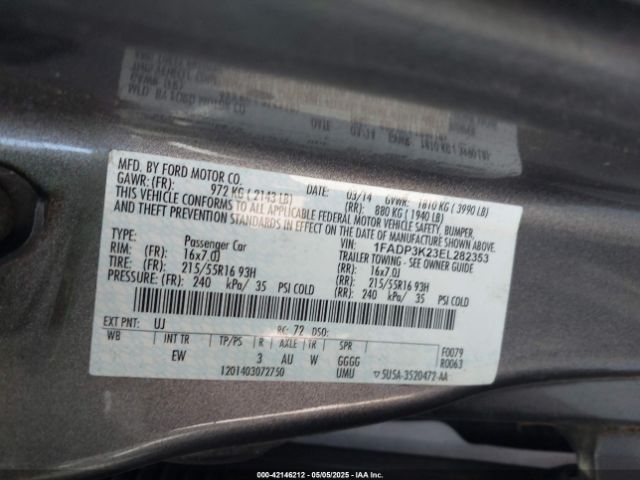 MFD. BY FORD MOTOR CO.
DATE: 03/14 GVWR: 1810 KG ( 3990 LB)
GAWR: (FR): 972 KG ( 2143 LB) (RR): 880 KG ( 1940 LB)
THIS VEHICLE CONFORMS TO ALL APPLICABLE FEDERAL MOTOR VEHICLE SAFETY, BUMPER,
AND THEFT PREVENTION STANDARDS IN EFFECT ON THE DATE OF MANUFACTURE SHOWN ABOVE.
VIN: 1FADP3K23EL282353
TYPE: Passenger Car TRAILER TOWING - SEE OWNER GUIDE
RIM: (FR): 16x7.0J (RR): 16x7.0J
TIRE: (FR): 215/55R16 93H (RR): 215/55R16 93H
PRESSURE: (FR): 240 kPa/ 35 PSI COLD (RR): 240 kPa/ 35 PSI COLD
EXT PNT: UJ RC: 72 DSO:
WB INT TR TP/PS R AXLE TR SPR F0079
EW 3 AU W GGGG R0063
1201403072750 UMU ▽5U5A-3520472-AA
000-42146212 - 05/05/2025 - IAAI.com